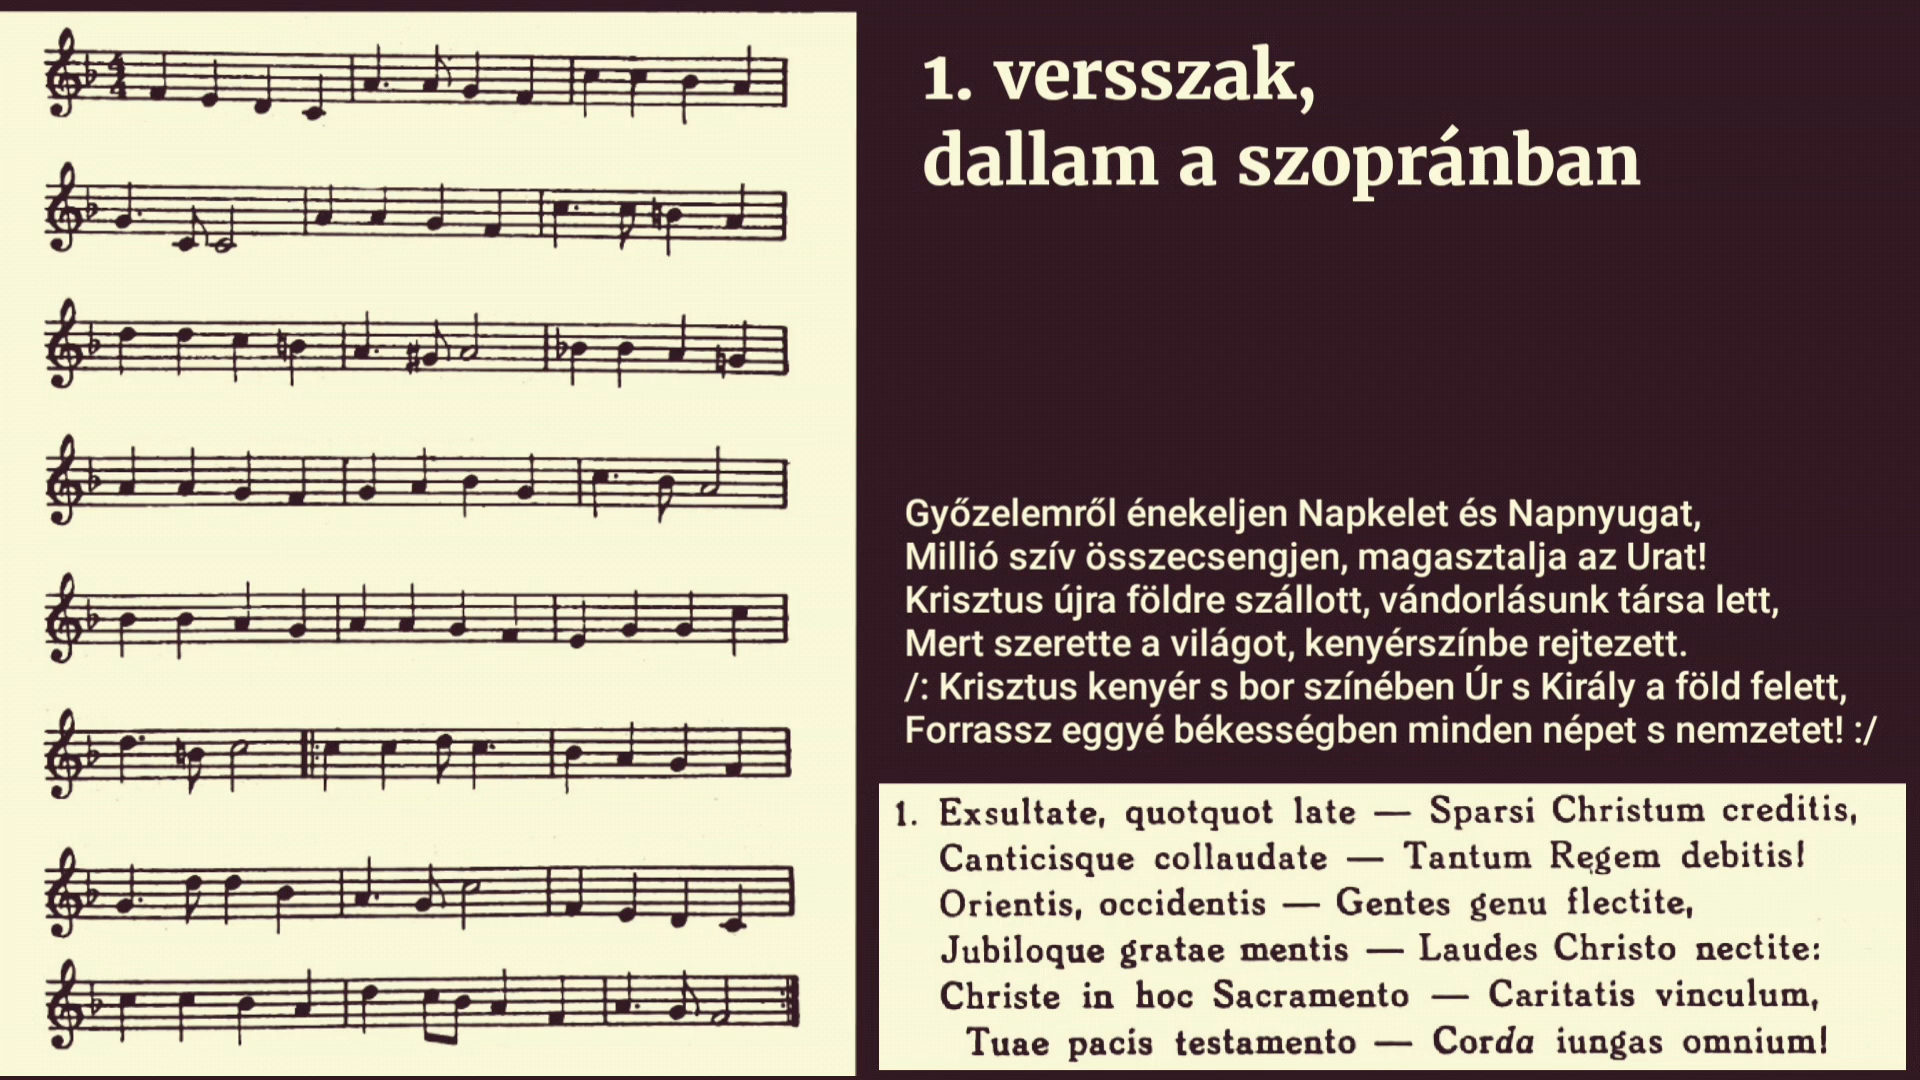 1. versszak,
dallam a szopránban
Győzelemről énekeljen Napkelet és Napnyugat,
Millió szív összecsengjen, magasztalja az Urat!
Krisztus újra földre szállott, vándorlásunk társa lett,
Mert szerette a világot, kenyérszínbe rejtezett.
/: Krisztus kenyér s bor színében Úr s Király a föld felett,
Forrassz eggyé békességben minden népet s nemzetet! :/
1. Exsultate, quotquot late — Sparsi Christum creditis,
Canticisque collaudate — Tantum Regem debitis!
Orientis, occidentis — Gentes genu flectite,
Jubiloque gratae mentis — Laudes Christo nectite:
Christe in hoc Sacramento — Caritatis vinculum,
Tuae pacis testamento — Corda iungas omnium!